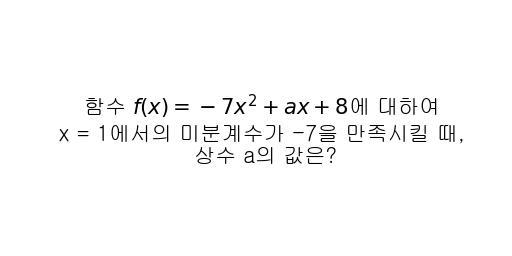 함수 f(x) = − 7x² + ax + 8에 대하여
x = 1에서의 미분계수가 −7을 만족시킬 때,
상수 a의 값은?